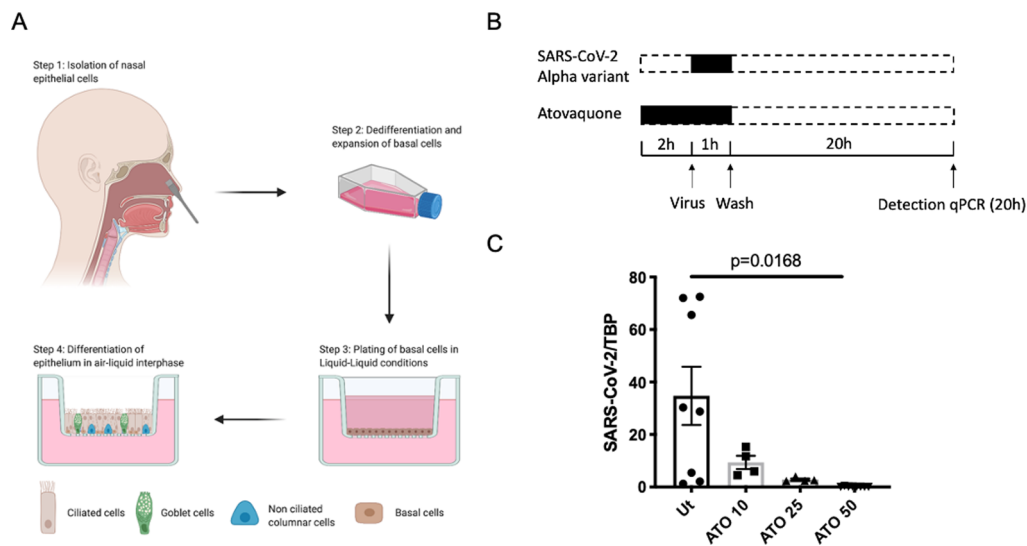 A
Step 1: Isolation of nasal
epithelial cells
Step 2: Dedifferentiation and
expansion of basal cells
Step 4: Differentiation of
epithelium in air-liquid interphase
Step 3: Plating of basal cells in
Liquid-Liquid conditions
Ciliated cells
Goblet cells
Non ciliated
columnar cells
Basal cells
B
SARS-CoV-2
Alpha variant
Atovaquone
2h 1h 20h
Virus Wash Detection qPCR (20h)
C
p=0.0168
SARS-CoV-2/TBP
80
60
40
20
0
Ut ATO 10 ATO 25 ATO 50